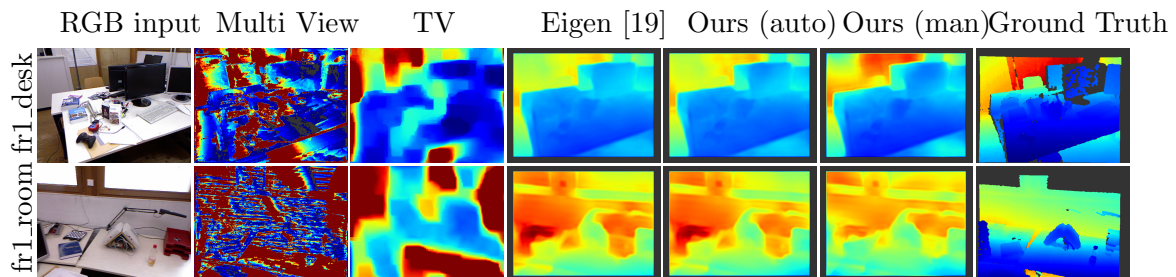 RGB input Multi View TV Eigen [19] Ours (auto) Ours (man) Ground Truth
fr1_desk
fr1_room